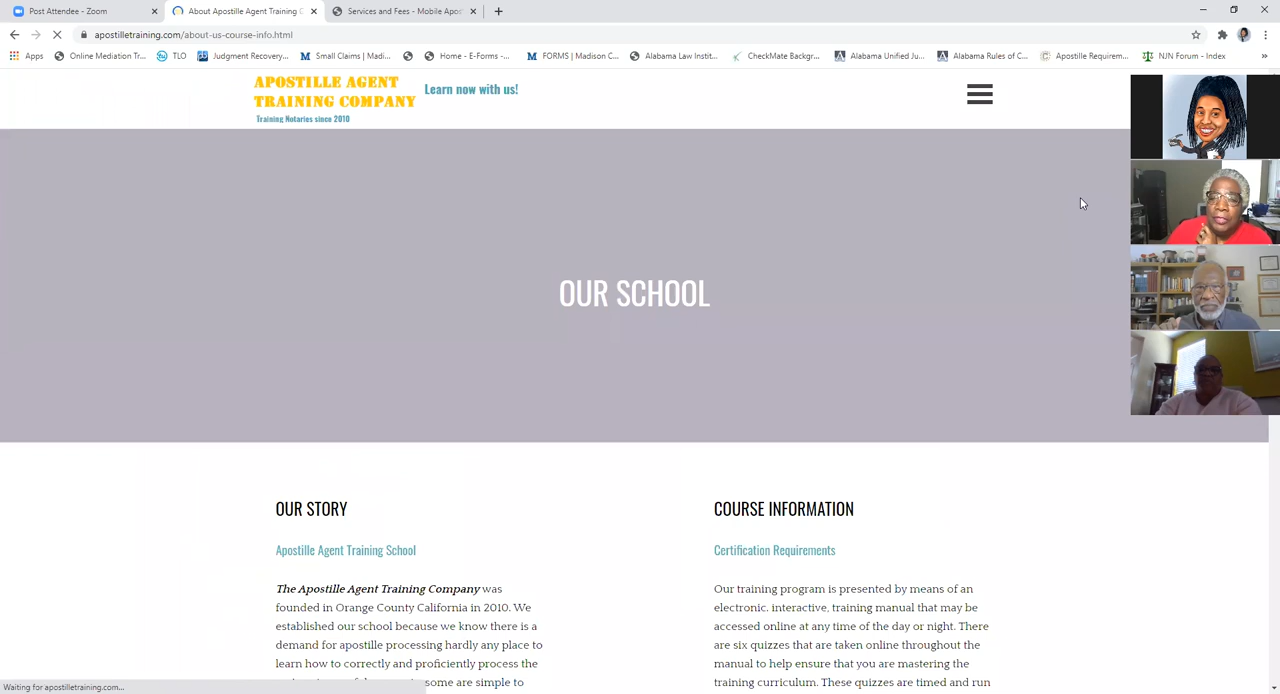 Post Attendee - Zoom
About Apostille Agent Training C
Services and Fees - Mobile Apos
apostilletraining.com/about-us-course-info.html
Apps
Online Mediation Tr...
TLO
Judgment Recovery...
Small Claims | Madi...
Home - E-Forms -...
FORMS | Madison C...
Alabama Law Instit...
CheckMate Backgr...
Alabama Unified Ju...
Alabama Rules of C...
Apostille Requirem...
NJN Forum - Index
APOSTILLE AGENT
TRAINING COMPANY
Training Notaries since 2010
Learn now with us!
OUR SCHOOL
OUR STORY
Apostille Agent Training School
The Apostille Agent Training Company was
founded in Orange County California in 2010. We
established our school because we know there is a
demand for apostille processing hardly any place to
learn how to correctly and proficiently process the
some are simple to
COURSE INFORMATION
Certification Requirements
Our training program is presented by means of an
electronic. interactive, training manual that may be
accessed online at any time of the day or night. There
are six quizzes that are taken online throughout the
manual to help ensure that you are mastering the
training curriculum. These quizzes are timed and run
Waiting for apostilletraining.com...